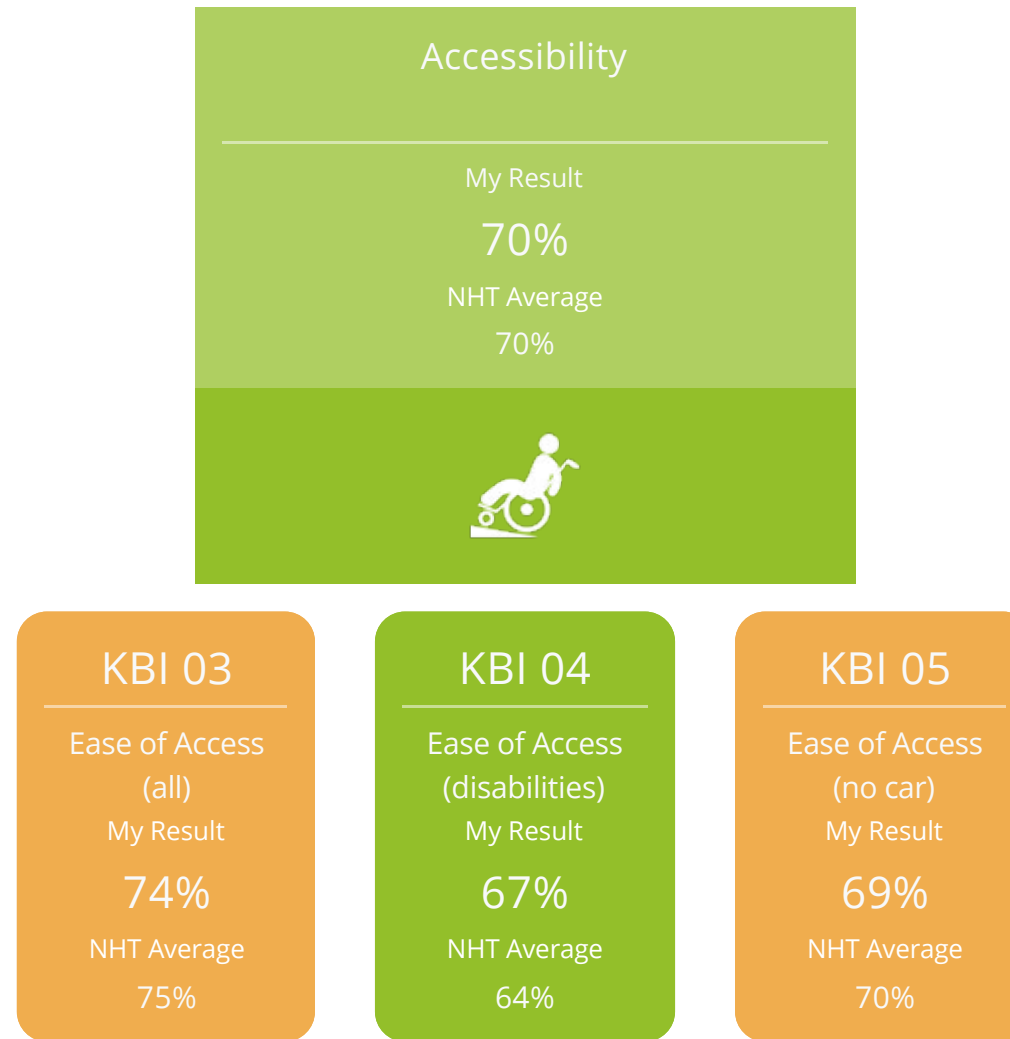 Accessibility
My Result
70%
NHT Average
70%
KBI 03
Ease of Access
(all)
My Result
74%
NHT Average
75%
KBI 04
Ease of Access
(disabilities)
My Result
67%
NHT Average
64%
KBI 05
Ease of Access
(no car)
My Result
69%
NHT Average
70%